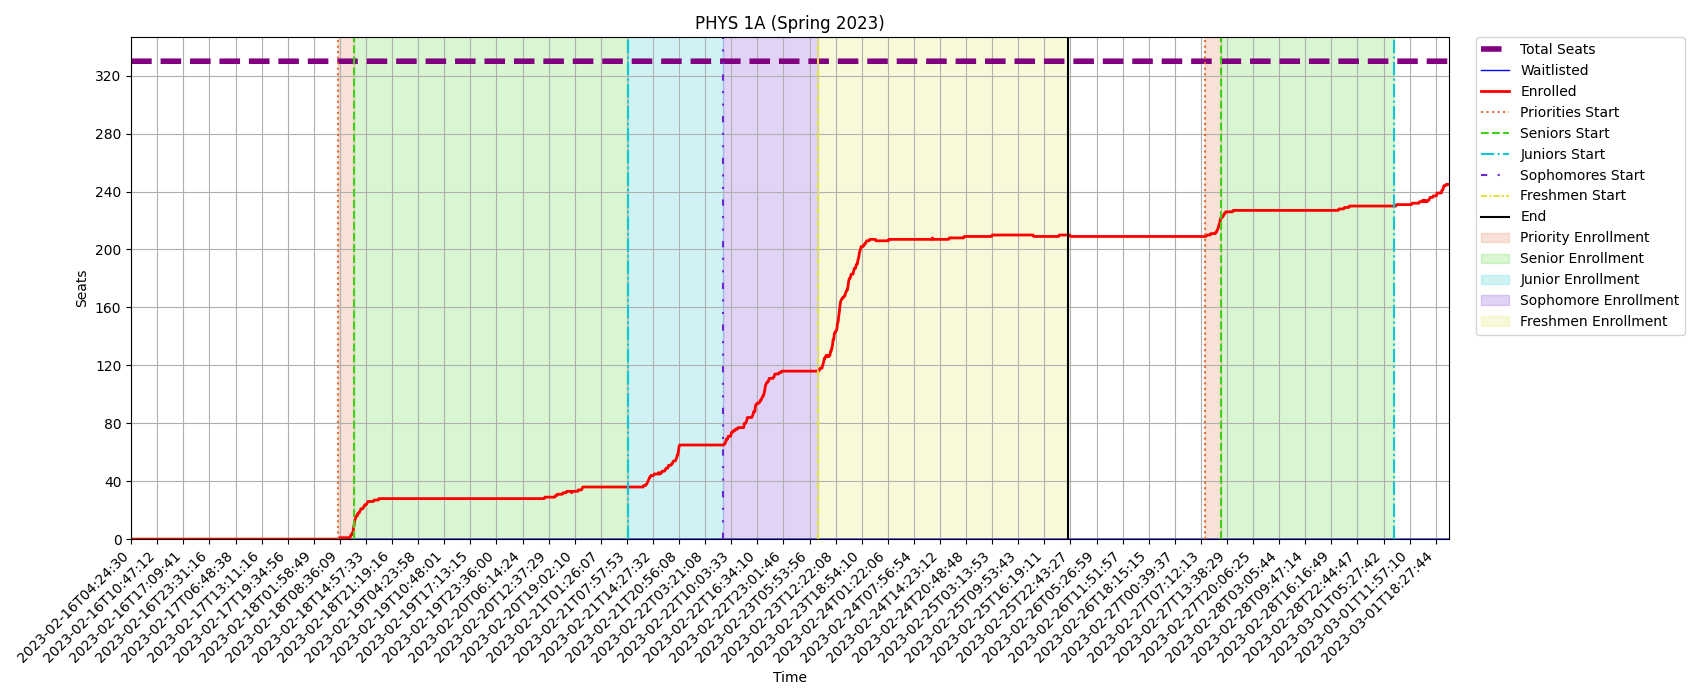 PHYS 1A (Spring 2023)
Total Seats
Waitlisted
Enrolled
Priorities Start
Seniors Start
Juniors Start
Sophomores Start
Freshmen Start
End
Priority Enrollment
Senior Enrollment
Junior Enrollment
Sophomore Enrollment
Freshmen Enrollment
Seats
320
280
240
200
160
120
80
40
0
2023-02-16T04:24:30
2023-02-16T10:47:12
2023-02-16T17:09:41
2023-02-16T23:31:16
2023-02-17T06:48:38
2023-02-17T13:11:16
2023-02-17T19:34:56
2023-02-18T01:58:49
2023-02-18T08:36:09
2023-02-18T14:57:33
2023-02-18T21:19:16
2023-02-19T04:23:58
2023-02-19T10:48:01
2023-02-19T17:13:15
2023-02-19T23:36:00
2023-02-20T06:14:24
2023-02-20T12:37:29
2023-02-20T19:02:10
2023-02-21T01:26:07
2023-02-21T07:57:53
2023-02-21T14:27:32
2023-02-21T20:56:08
2023-02-22T03:21:08
2023-02-22T10:03:33
2023-02-22T16:34:10
2023-02-22T23:01:46
2023-02-23T05:53:56
2023-02-23T12:22:08
2023-02-23T18:54:10
2023-02-24T01:22:06
2023-02-24T07:56:54
2023-02-24T14:23:12
2023-02-24T20:48:48
2023-02-25T03:13:53
2023-02-25T09:53:43
2023-02-25T16:19:11
2023-02-25T22:43:27
2023-02-26T05:26:59
2023-02-26T11:51:57
2023-02-26T18:15:15
2023-02-27T00:39:37
2023-02-27T07:12:13
2023-02-27T13:38:29
2023-02-27T20:06:25
2023-02-28T03:05:44
2023-02-28T09:47:14
2023-02-28T16:16:49
2023-02-28T22:44:47
2023-03-01T05:27:42
2023-03-01T11:57:10
2023-03-01T18:27:44
Time